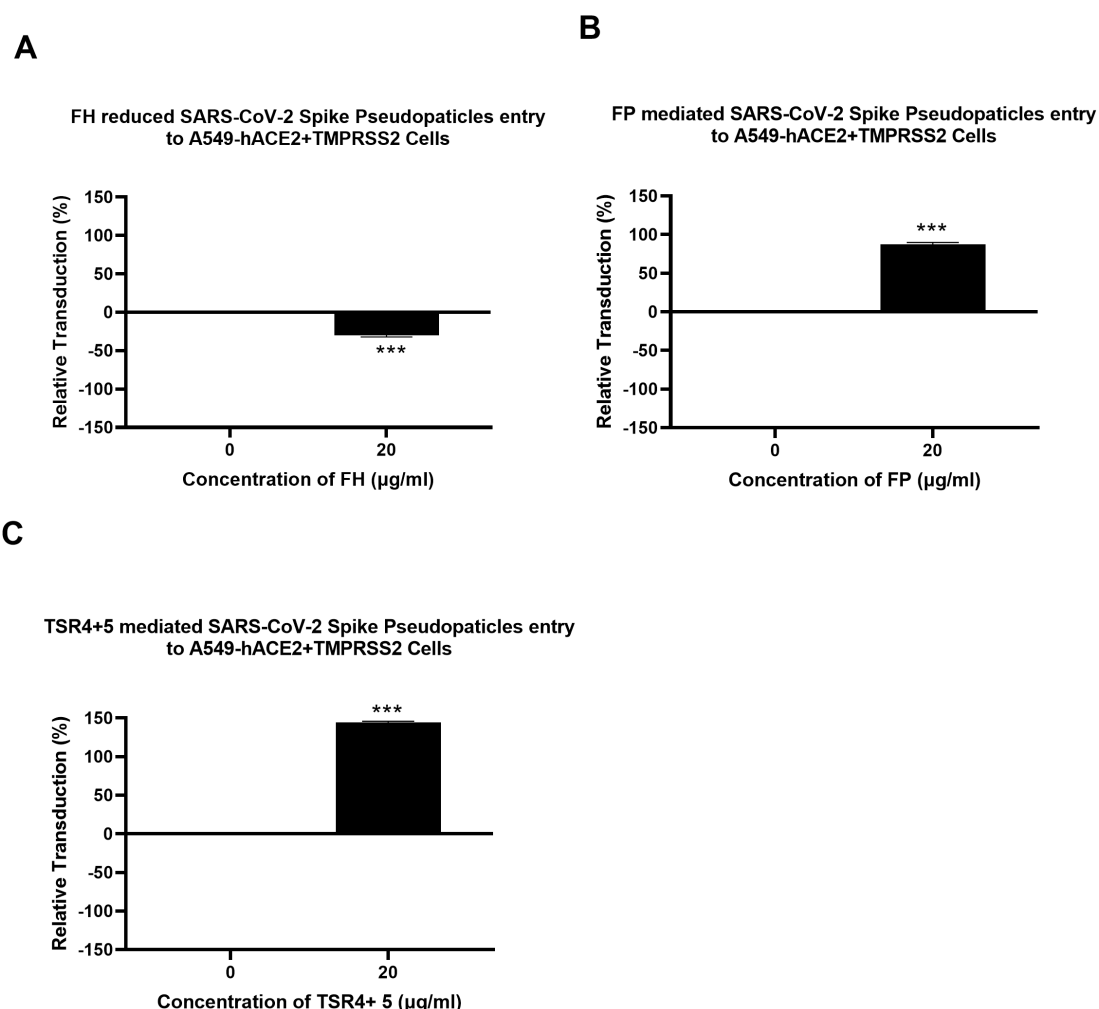 A
FH reduced SARS-CoV-2 Spike Pseudopaticles entry
to A549-hACE2+TMPRSS2 Cells
Relative Transduction (%)
150
100
50
0
-50
-100
-150
***
0
20
Concentration of FH (µg/ml)
B
FP mediated SARS-CoV-2 Spike Pseudopaticles entry
to A549-hACE2+TMPRSS2 Cells
Relative Transduction (%)
150
100
50
0
-50
-100
-150
***
0
20
Concentration of FP (µg/ml)
C
TSR4+5 mediated SARS-CoV-2 Spike Pseudopaticles entry
to A549-hACE2+TMPRSS2 Cells
Relative Transduction (%)
150
100
50
0
-50
-100
-150
***
0
20
Concentration of TSR4+ 5 (µg/ml)